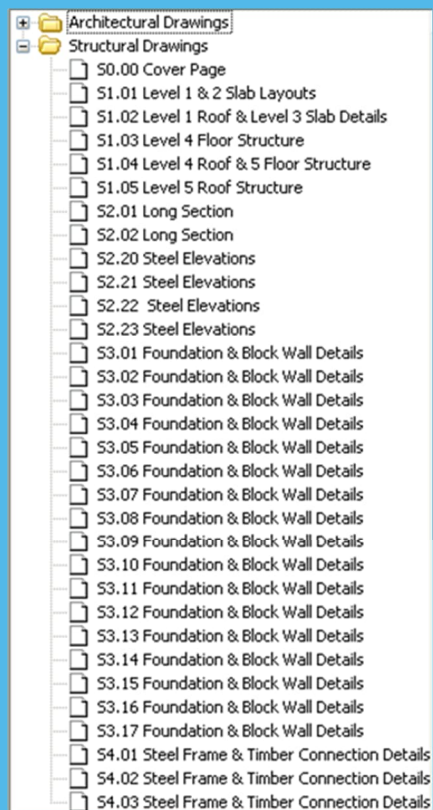 Architectural Drawings
Structural Drawings
S0.00 Cover Page
S1.01 Level 1 & 2 Slab Layouts
S1.02 Level 1 Roof & Level 3 Slab Details
S1.03 Level 4 Floor Structure
S1.04 Level 4 Roof & 5 Floor Structure
S1.05 Level 5 Roof Structure
S2.01 Long Section
S2.02 Long Section
S2.20 Steel Elevations
S2.21 Steel Elevations
S2.22 Steel Elevations
S2.23 Steel Elevations
S3.01 Foundation & Block Wall Details
S3.02 Foundation & Block Wall Details
S3.03 Foundation & Block Wall Details
S3.04 Foundation & Block Wall Details
S3.05 Foundation & Block Wall Details
S3.06 Foundation & Block Wall Details
S3.07 Foundation & Block Wall Details
S3.08 Foundation & Block Wall Details
S3.09 Foundation & Block Wall Details
S3.10 Foundation & Block Wall Details
S3.11 Foundation & Block Wall Details
S3.12 Foundation & Block Wall Details
S3.13 Foundation & Block Wall Details
S3.14 Foundation & Block Wall Details
S3.15 Foundation & Block Wall Details
S3.16 Foundation & Block Wall Details
S3.17 Foundation & Block Wall Details
S4.01 Steel Frame & Timber Connection Details
S4.02 Steel Frame & Timber Connection Details
S4.03 Steel Frame & Timber Connection Details